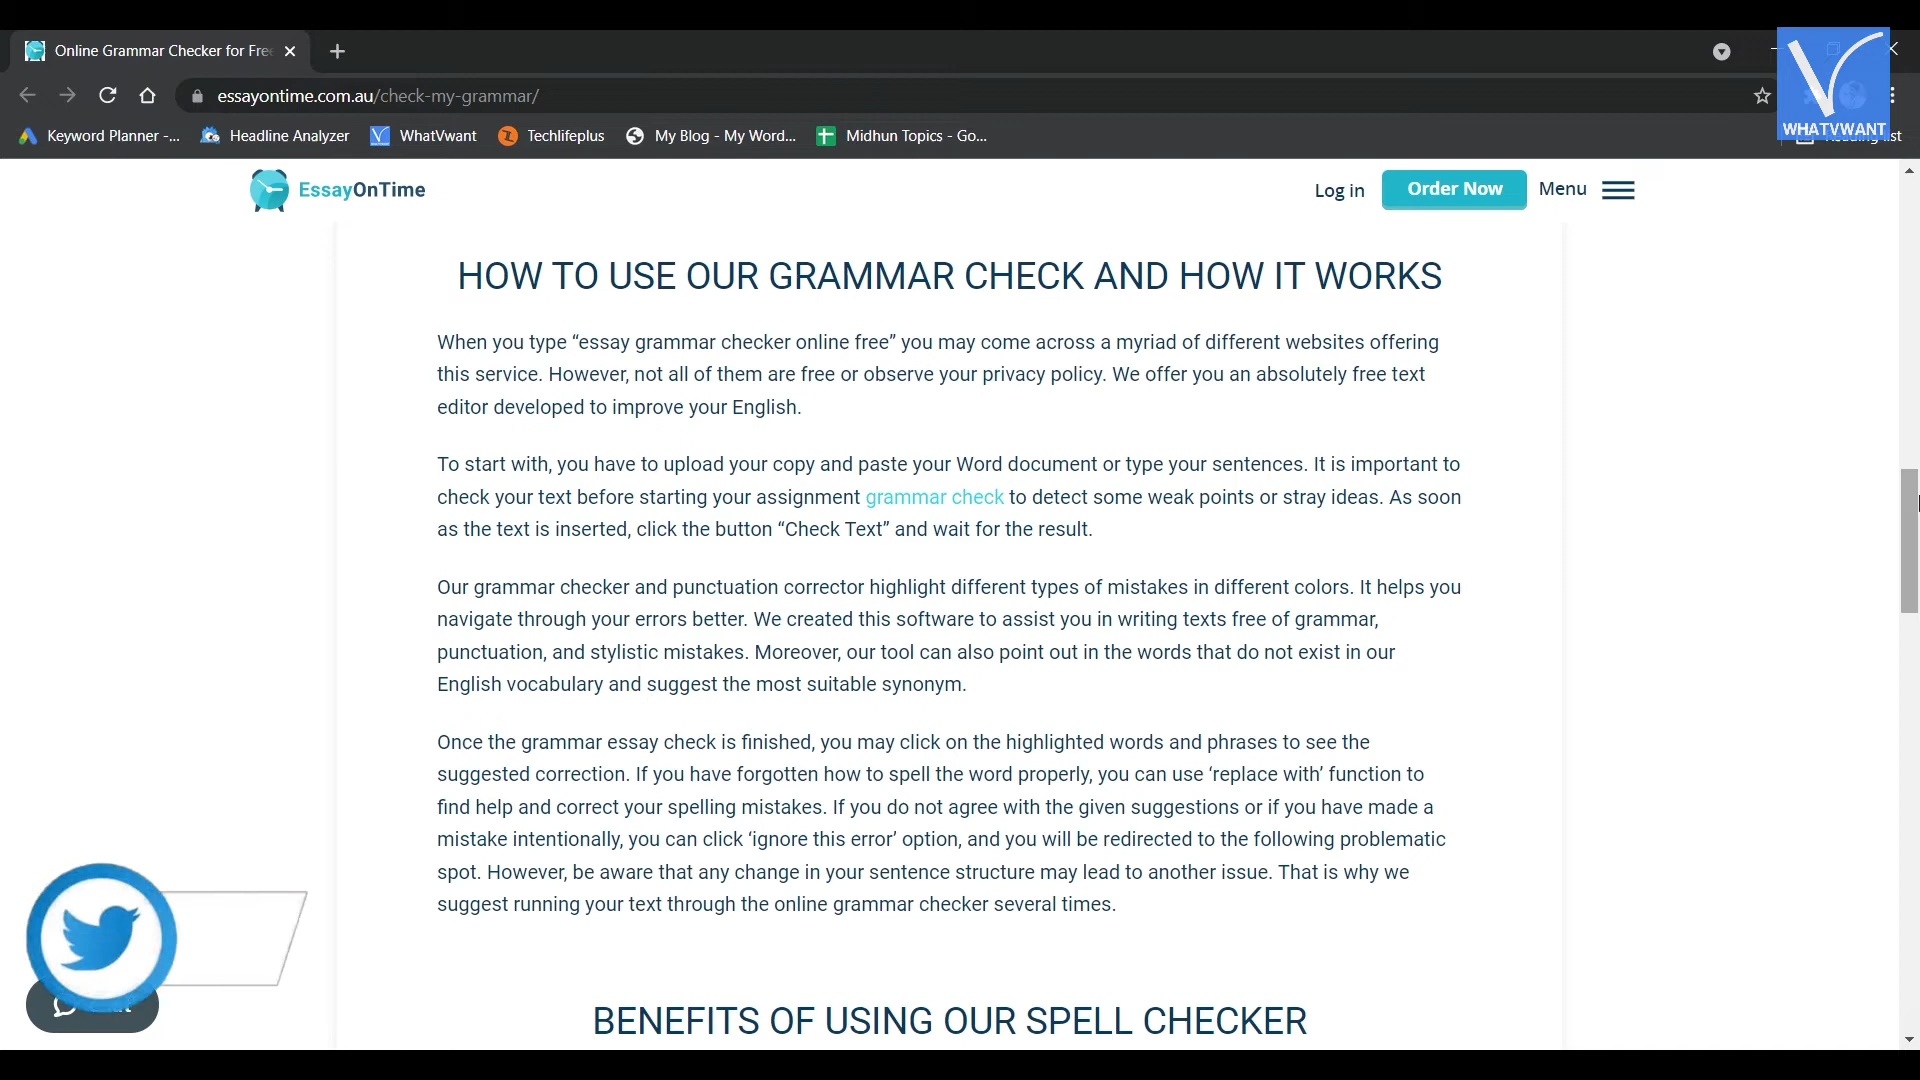 Online Grammar Checker for Fre
essayontime.com.au/check-my-grammar/
Keyword Planner -... Headline Analyzer WhatVwant Techlifeplus My Blog - My Word... Midhun Topics - Go...
WHATVWANT
EssayOnTime Log in Order Now Menu
HOW TO USE OUR GRAMMAR CHECK AND HOW IT WORKS
When you type “essay grammar checker online free” you may come across a myriad of different websites offering
this service. However, not all of them are free or observe your privacy policy. We offer you an absolutely free text
editor developed to improve your English.
To start with, you have to upload your copy and paste your Word document or type your sentences. It is important to
check your text before starting your assignment grammar check to detect some weak points or stray ideas. As soon
as the text is inserted, click the button “Check Text” and wait for the result.
Our grammar checker and punctuation corrector highlight different types of mistakes in different colors. It helps you
navigate through your errors better. We created this software to assist you in writing texts free of grammar,
punctuation, and stylistic mistakes. Moreover, our tool can also point out in the words that do not exist in our
English vocabulary and suggest the most suitable synonym.
Once the grammar essay check is finished, you may click on the highlighted words and phrases to see the
suggested correction. If you have forgotten how to spell the word properly, you can use ‘replace with’ function to
find help and correct your spelling mistakes. If you do not agree with the given suggestions or if you have made a
mistake intentionally, you can click ‘ignore this error’ option, and you will be redirected to the following problematic
spot. However, be aware that any change in your sentence structure may lead to another issue. That is why we
suggest running your text through the online grammar checker several times.
BENEFITS OF USING OUR SPELL CHECKER